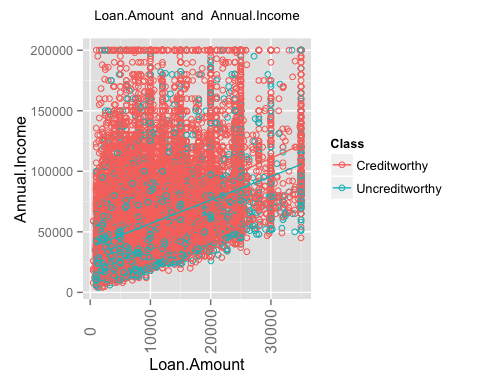 Loan.Amount and Annual.Income
200000
150000
100000
50000
0
Annual.Income
0
10000
20000
30000
Loan.Amount
Class
Creditworthy
Uncreditworthy